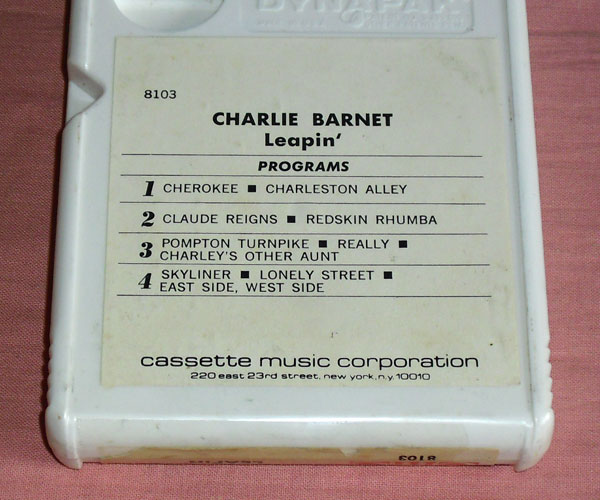 DYNAPAK
8103
CHARLIE BARNET
Leapin'
PROGRAMS
1 CHEROKEE ■ CHARLESTON ALLEY
2 CLAUDE REIGNS ■ REDSKIN RHUMBA
3 POMPTON TURNPIKE ■ REALLY ■
CHARLEY'S OTHER AUNT
4 SKYLINER ■ LONELY STREET ■
EAST SIDE, WEST SIDE
cassette music corporation
220 east 23rd street, new york, n.y. 10010
8103